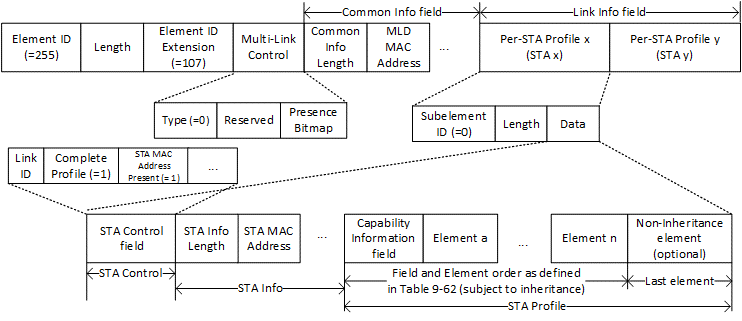 Common Info field
Link Info field
Element ID
(=255)
Length
Element ID
Extension
(=107)
Multi-Link
Control
Common
Info
Length
MLD
MAC
Address
...
Per-STA Profile x
(STA x)
Per-STA Profile y
(STA y)
Type (=0)
Reserved
Presence
Bitmap
Subelement
ID (=0)
Length
Data
Link
ID
Complete
Profile (=1)
STA MAC
Address
Present (= 1)
...
STA Control
field
STA Info
Length
STA MAC
Address
...
Capability
Information
field
Element a
...
Element n
Non-Inheritance
element
(optional)
STA Control
STA Info
Field and Element order as defined
in Table 9-62 (subject to inheritance)
Last element
STA Profile